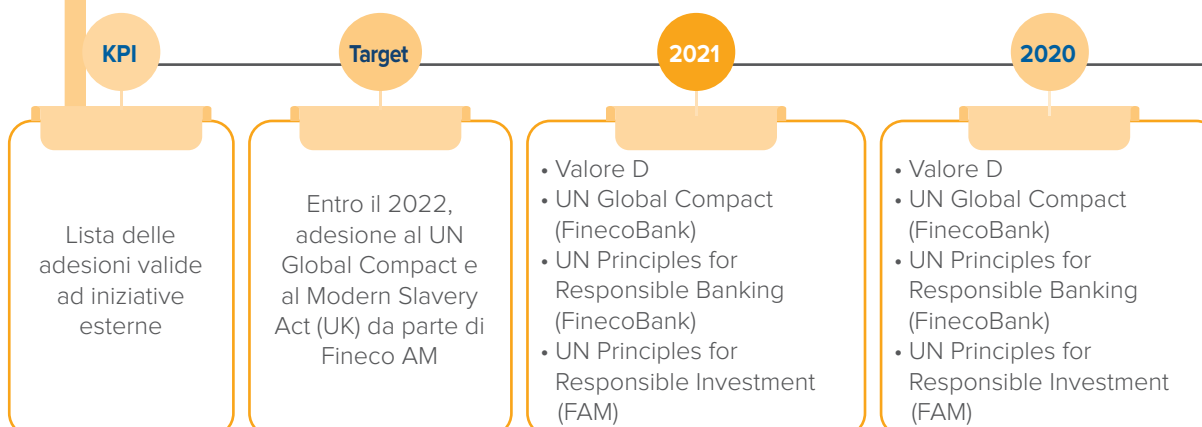 KPI
Target
2021
2020
Lista delle
adesioni valide
ad iniziative
esterne
Entro il 2022,
adesione al UN
Global Compact e
al Modern Slavery
Act (UK) da parte di
Fineco AM
• Valore D
• UN Global Compact
(FinecoBank)
• UN Principles for
Responsible Banking
(FinecoBank)
• UN Principles for
Responsible Investment
(FAM)
• Valore D
• UN Global Compact
(FinecoBank)
• UN Principles for
Responsible Banking
(FinecoBank)
• UN Principles for
Responsible Investment
(FAM)